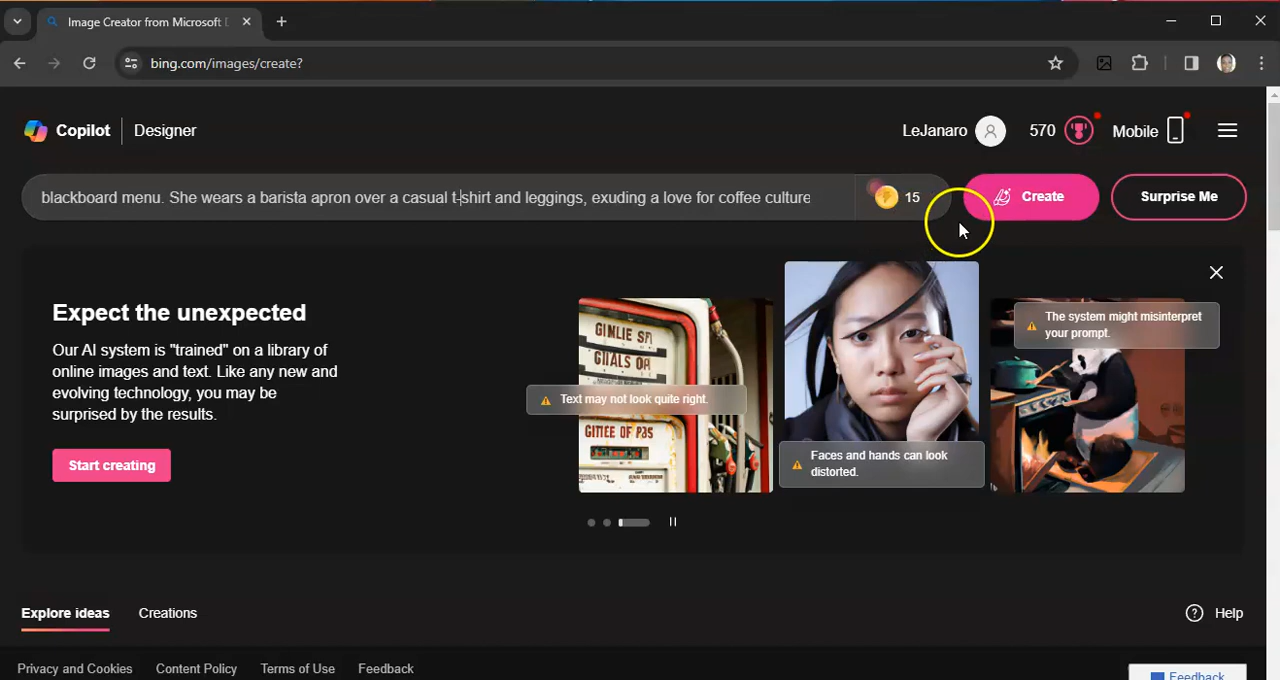 Image Creator from Microsoft D
bing.com/images/create?
Copilot
Designer
LeJanaro
570
Mobile
blackboard menu. She wears a barista apron over a casual t-shirt and leggings, exuding a love for coffee culture
15
Create
Surprise Me
Expect the unexpected
Our AI system is "trained" on a library of
online images and text. Like any new and
evolving technology, you may be
surprised by the results.
Start creating
GIMLIE
Text may not look quite right.
Faces and hands can look
distorted.
The system might misinterpret
your prompt.
Explore ideas
Creations
Help
Privacy and Cookies
Content Policy
Terms of Use
Feedback
Feedback